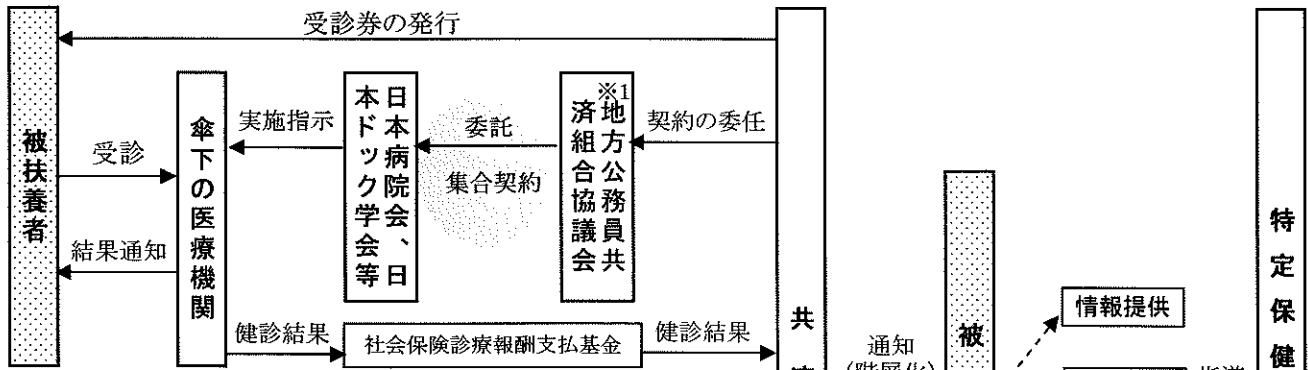 受診券の発行
被扶養者
受診
結果通知
傘下の医療機関
実施指示
日本病院会、日
本ドック学会等
委託
集合契約
※1
地方公務員共
済組合協議会
契約の委任
健診結果
社会保険診療報酬支払基金
健診結果
共
通知
被
情報提供
特定保健